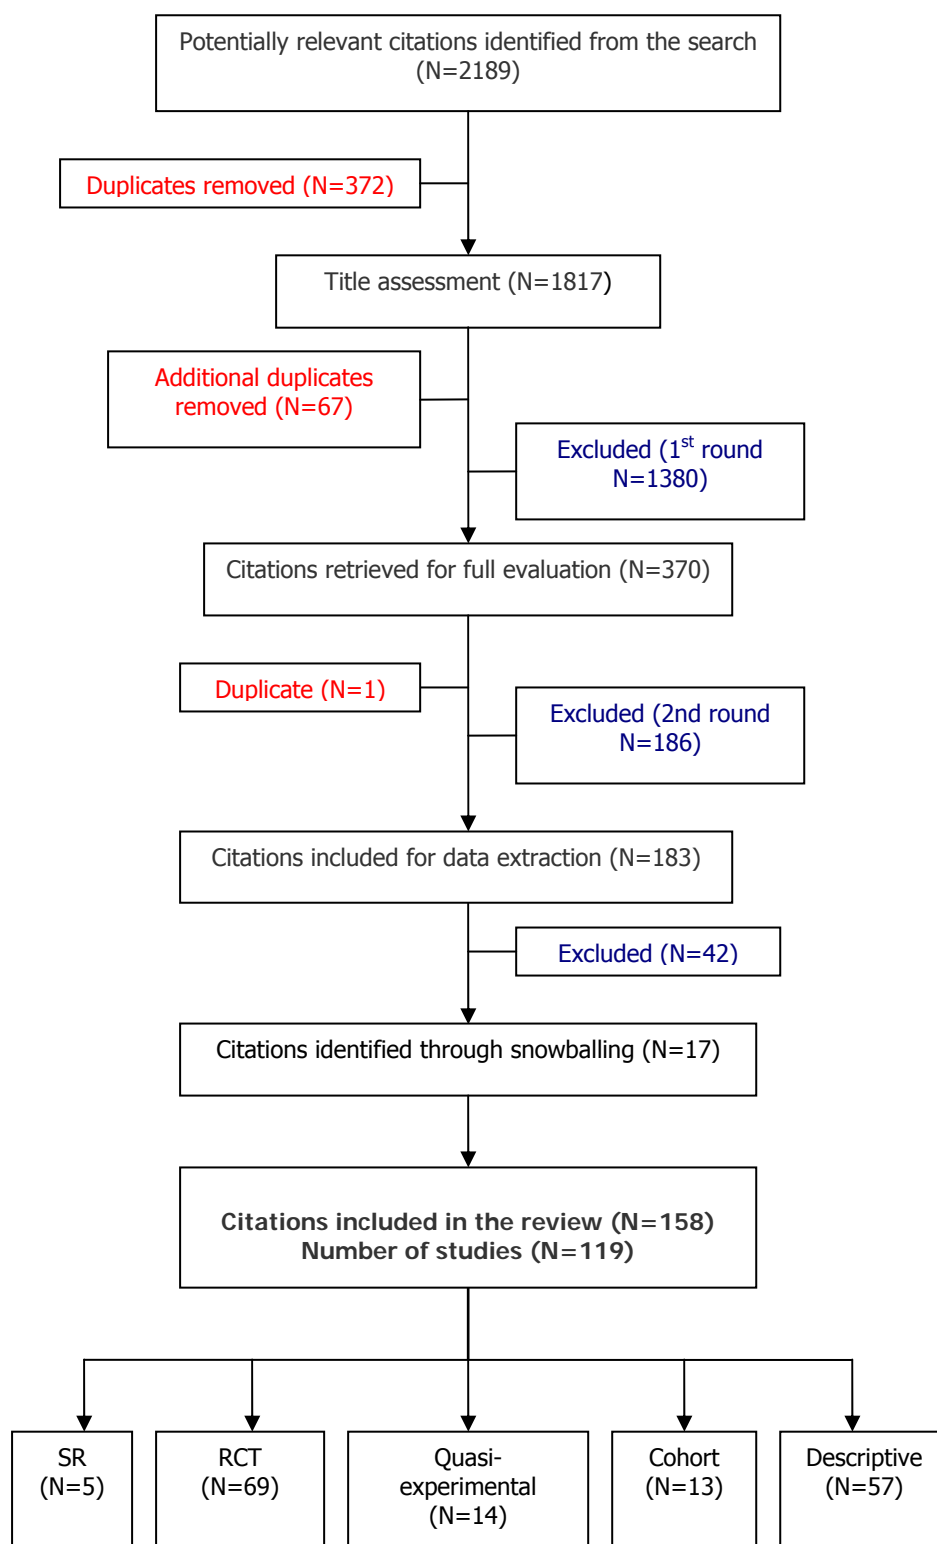 Potentially relevant citations identified from the search
(N=2189)
Duplicates removed (N=372)
Title assessment (N=1817)
Additional duplicates
removed (N=67)
Excluded (1st round
N=1380)
Citations retrieved for full evaluation (N=370)
Duplicate (N=1)
Excluded (2nd round
N=186)
Citations included for data extraction (N=183)
Excluded (N=42)
Citations identified through snowballing (N=17)
Citations included in the review (N=158)
Number of studies (N=119)
SR
(N=5)
RCT
(N=69)
Quasi-
experimental
(N=14)
Cohort
(N=13)
Descriptive
(N=57)